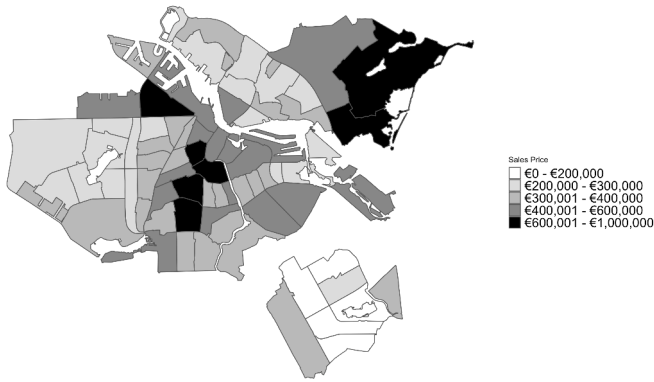 Sales Price
€0 - €200,000
€200,000 - €300,000
€300,001 - €400,000
€400,001 - €600,000
€600,001 - €1,000,000